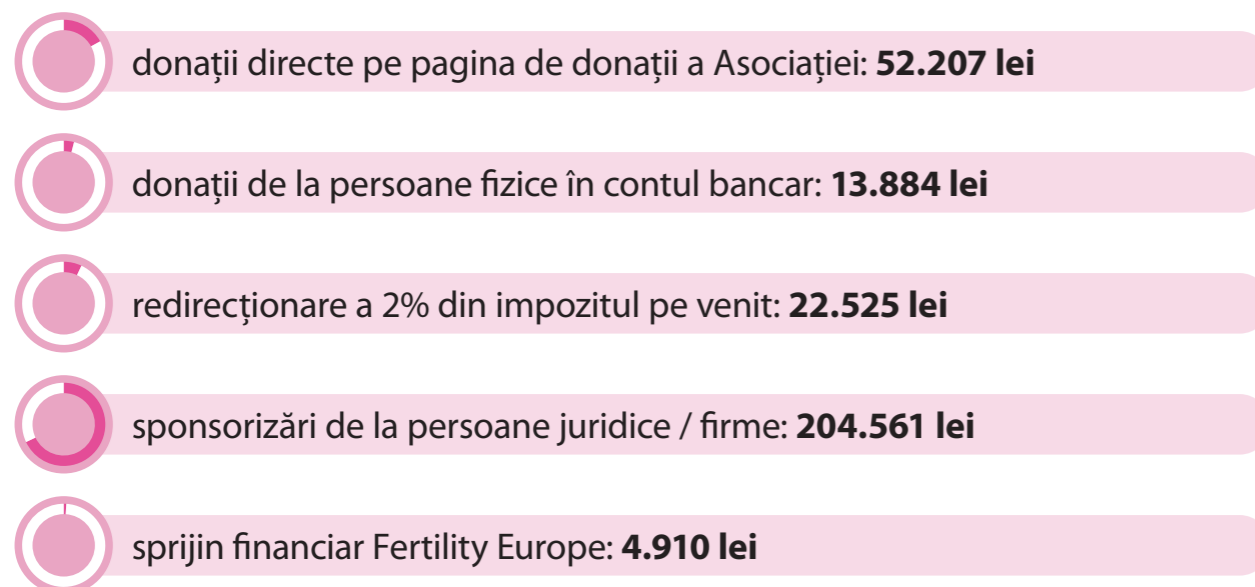 donații directe pe pagina de donații a Asociației: 52.207 lei
donații de la persoane fizice în contul bancar: 13.884 lei
redirecționare a 2% din impozitul pe venit: 22.525 lei
sponsorizări de la persoane juridice / firme: 204.561 lei
sprijin financiar Fertility Europe: 4.910 lei